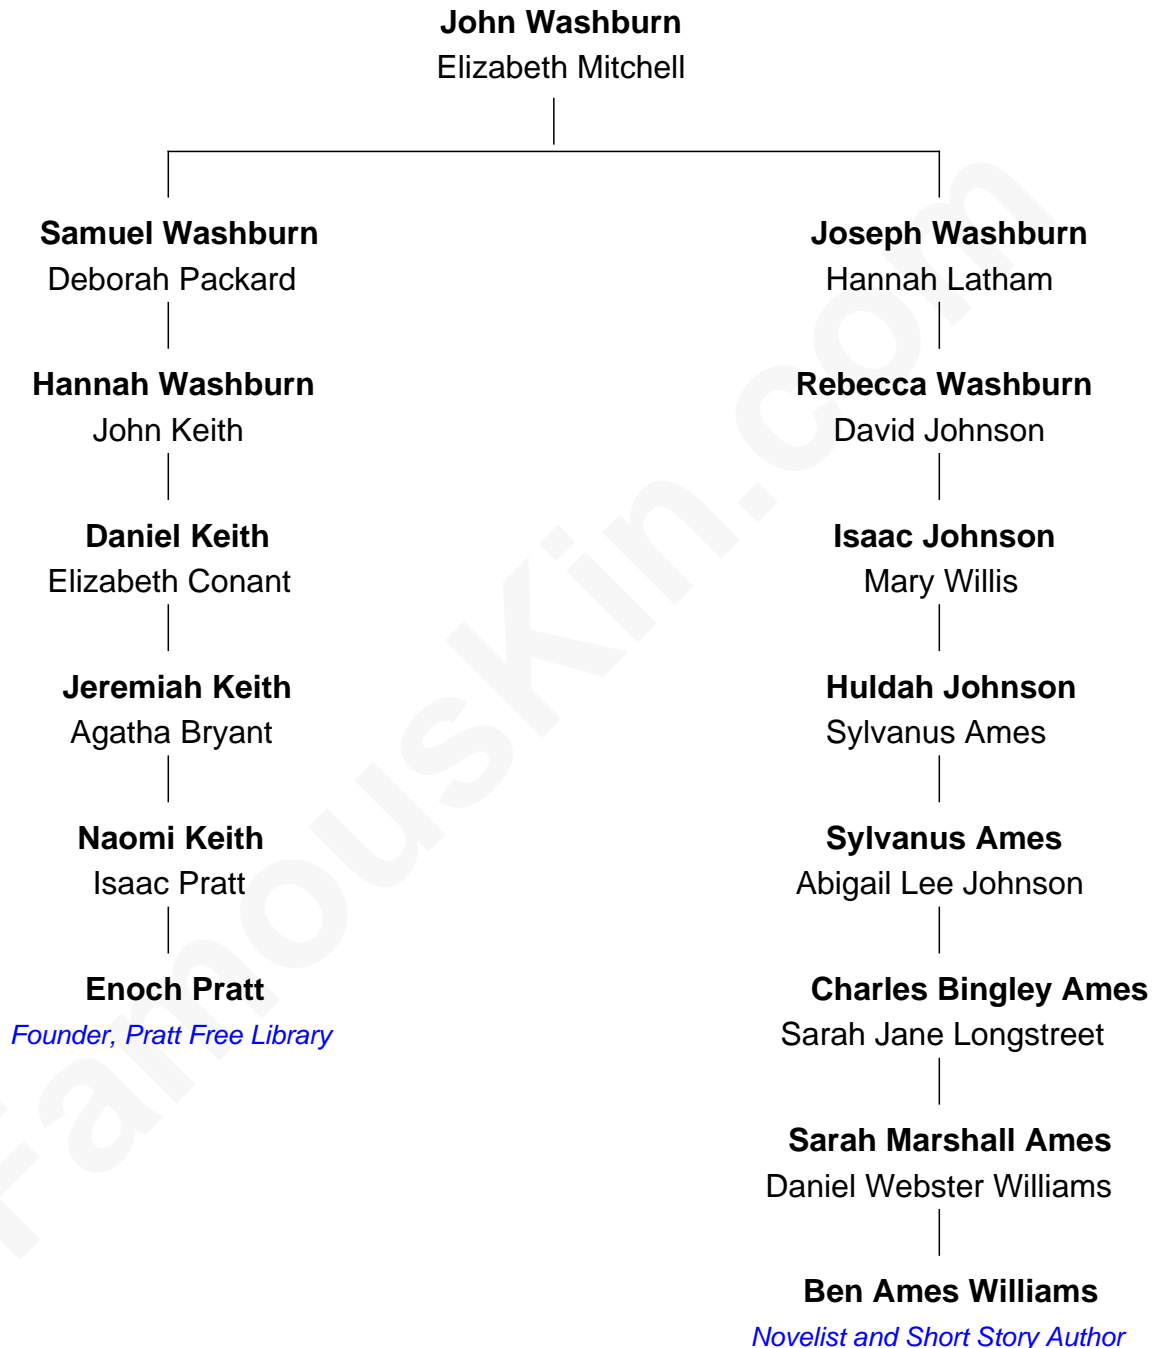 John Washburn
Elizabeth Mitchell
Samuel Washburn
Deborah Packard
Hannah Washburn
John Keith
Daniel Keith
Elizabeth Conant
Jeremiah Keith
Agatha Bryant
Naomi Keith
Isaac Pratt
Enoch Pratt
Founder, Pratt Free Library
Joseph Washburn
Hannah Latham
Rebecca Washburn
David Johnson
Isaac Johnson
Mary Willis
Huldah Johnson
Sylvanus Ames
Sylvanus Ames
Abigail Lee Johnson
Charles Bingley Ames
Sarah Jane Longstreet
Sarah Marshall Ames
Daniel Webster Williams
Ben Ames Williams
Novelist and Short Story Author
FamousKin.com